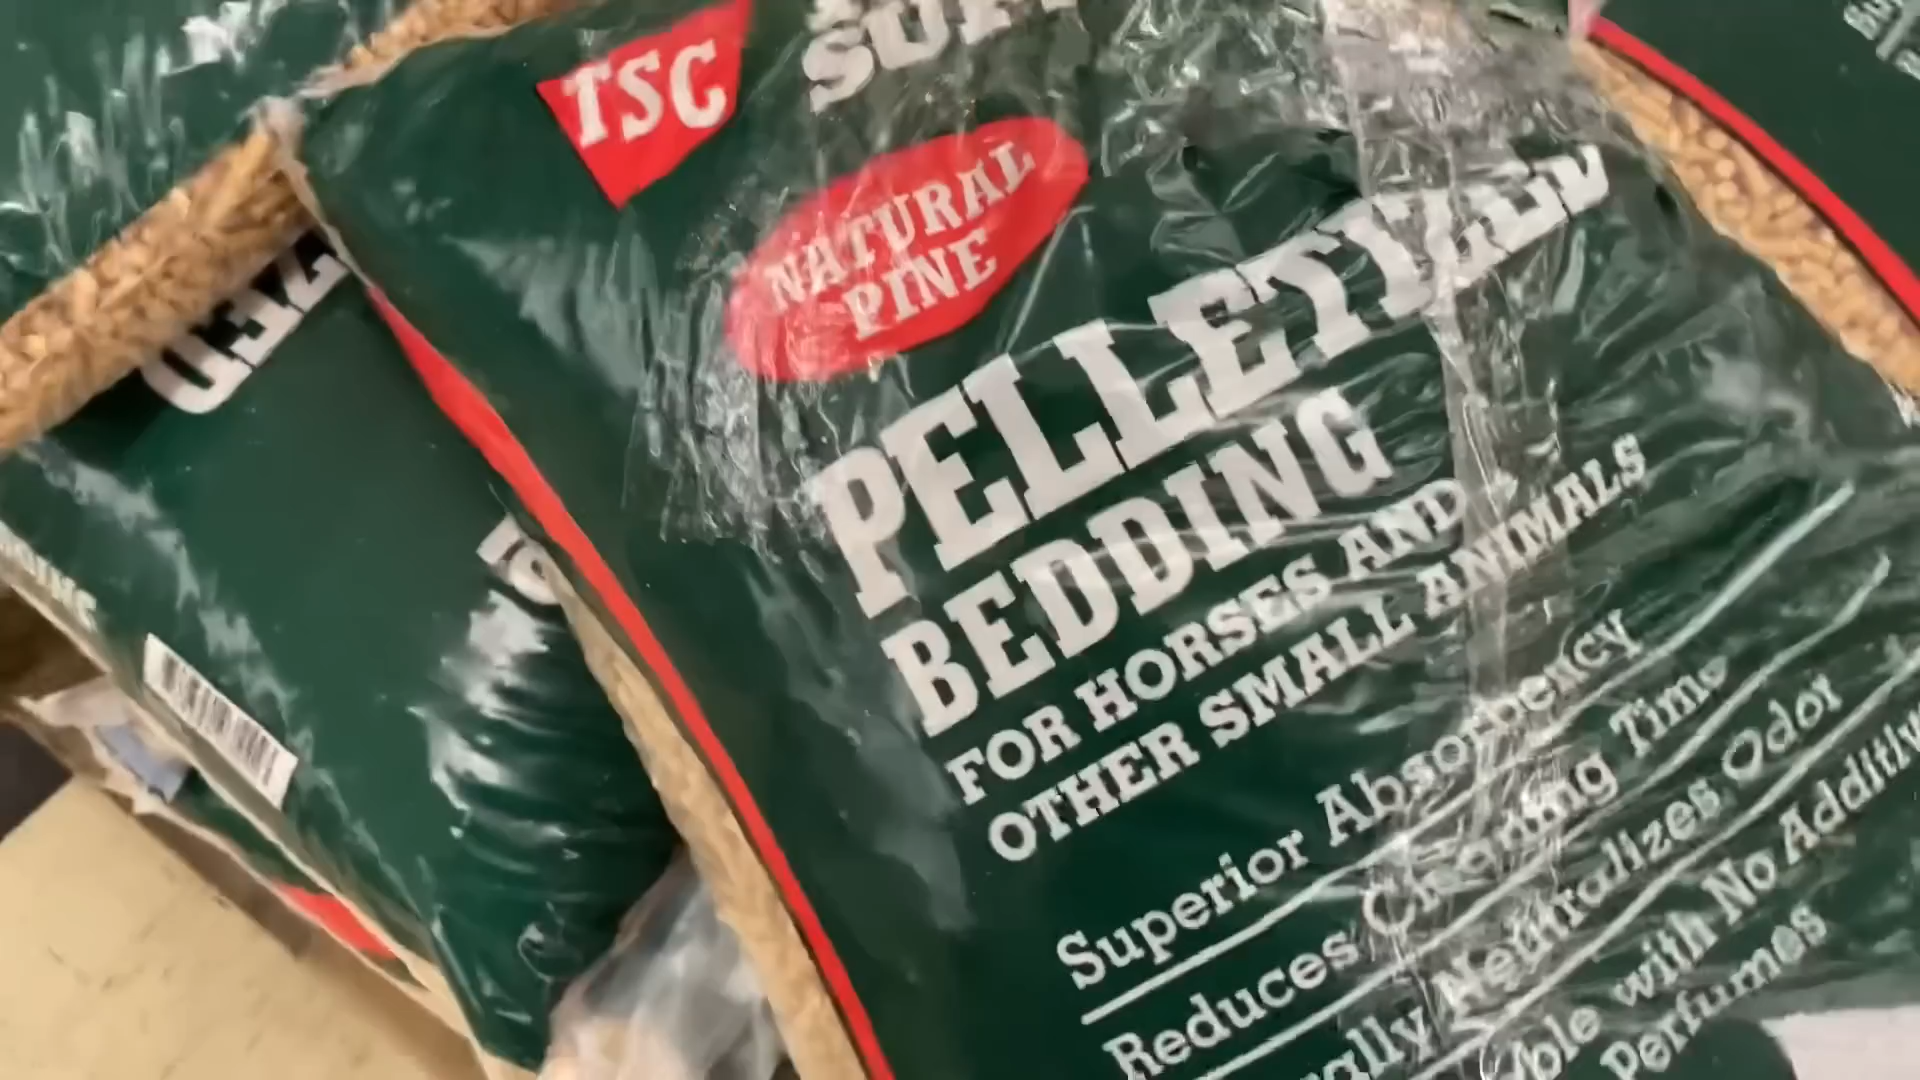 TSC
NATURAL
PINE
PELLETIZED
BEDDING
FOR HORSES AND
OTHER SMALL ANIMALS
Superior Absorbency
Reduces Cleaning Time
Neutralizes Odor
with No
Perfumes